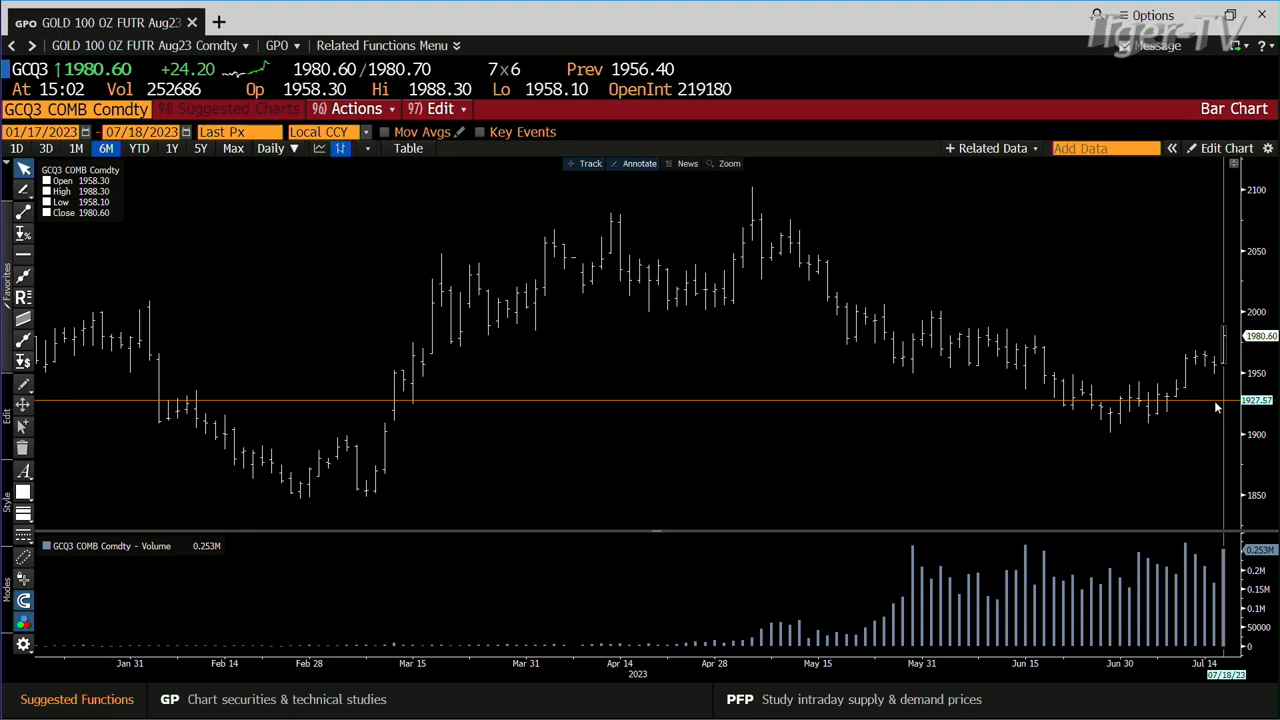 GPO GOLD 100 OZ FUTR Aug23
Options
Tiger-TV
GOLD 100 OZ FUTR Aug23 Comdty GPO Related Functions Menu Message ?
GCQ3 ↑1980.60 +24.20 1980.60/1980.70 7x6 Prev 1956.40
At 15:02 Vol 252686 Op 1958.30 Hi 1988.30 Lo 1958.10 OpenInt 219180
GCQ3 COMB Comdty 94) Suggested Charts 96) Actions 97) Edit Bar Chart
01/17/2023 - 07/18/2023 Last Px Local CCY Mov Avgs Key Events
1D 3D 1M 6M YTD 1Y 5Y Max Daily ▼ Table + Related Data Add Data « Edit Chart
Track Annotate News Zoom
GCQ3 COMB Comdty
Open 1958.30
High 1988.30
Low 1958.10
Close 1980.60
2100
2050
2000
1980.60
1950
1927.57
1900
1850
Favorites
Edit
Style
Modes
GCQ3 COMB Comdty - Volume 0.253M
0.253M
0.2M
0.15M
0.1M
50000
0
Jan 31 Feb 14 Feb 28 Mar 15 Mar 31 Apr 14 Apr 28 May 15 May 31 Jun 15 Jun 30 Jul 14
2023
07/18/23
Suggested Functions GP Chart securities & technical studies PFP Study intraday supply & demand prices